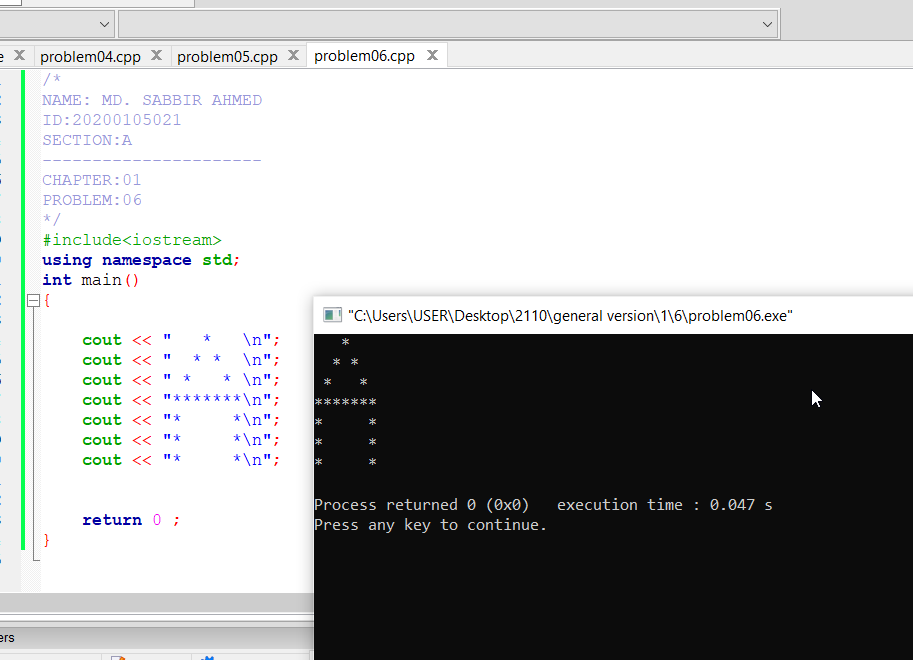 problem04.cpp X problem05.cpp X problem06.cpp X
/*
NAME: MD. SABBIR AHMED
ID:20200105021
SECTION:A
----------------------
CHAPTER:01
PROBLEM:06
*/
#include<iostream>
using namespace std;
int main()
{
    cout << "   *   \n";
    cout << "  * *  \n";
    cout << " *   * \n";
    cout << "*******\n";
    cout << "*     *\n";
    cout << "*     *\n";
    cout << "*     *\n";
    return 0 ;
}
"C:\Users\USER\Desktop\2110\general version\1\6\problem06.exe"
   *
  * *
 *   *
*******
*     *
*     *
*     *
Process returned 0 (0x0)   execution time : 0.047 s
Press any key to continue.